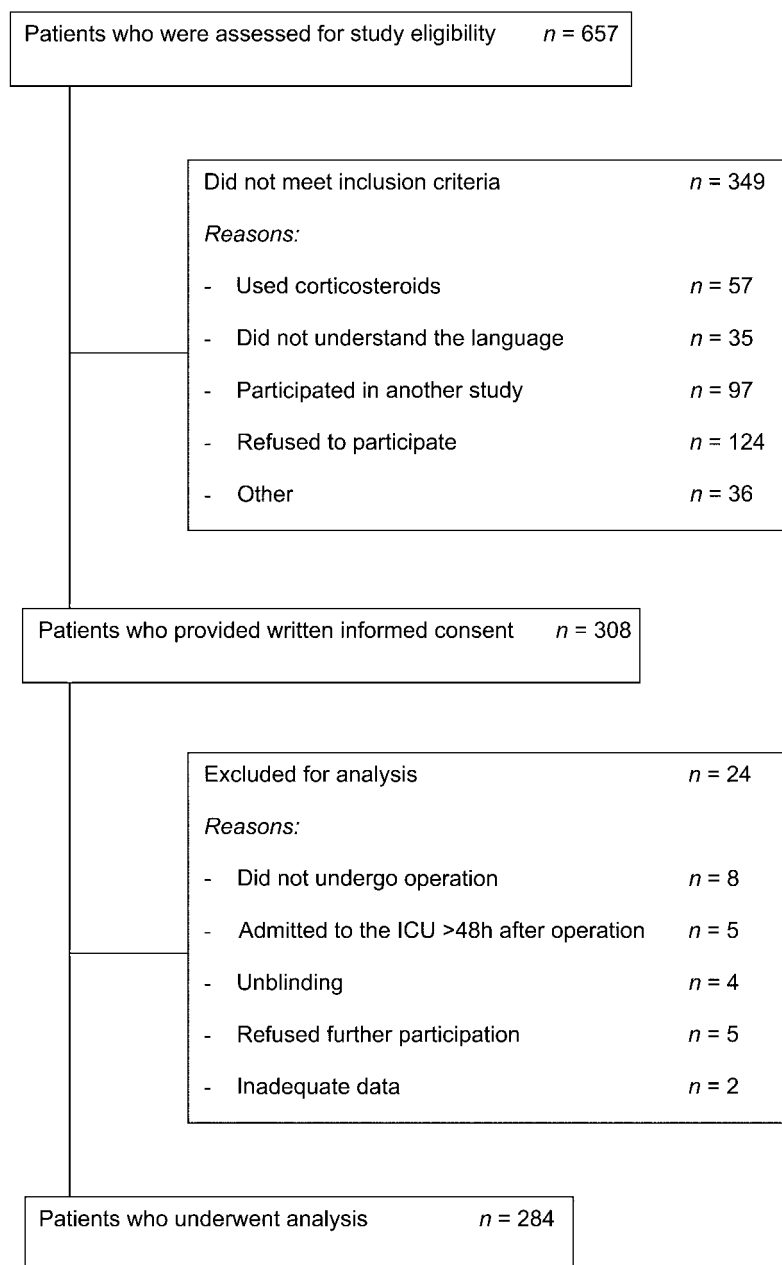 Patients who were assessed for study eligibility n = 657
Did not meet inclusion criteria n = 349
Reasons:
- Used corticosteroids n = 57
- Did not understand the language n = 35
- Participated in another study n = 97
- Refused to participate n = 124
- Other n = 36
Patients who provided written informed consent n = 308
Excluded for analysis n = 24
Reasons:
- Did not undergo operation n = 8
- Admitted to the ICU >48h after operation n = 5
- Unblinding n = 4
- Refused further participation n = 5
- Inadequate data n = 2
Patients who underwent analysis n = 284